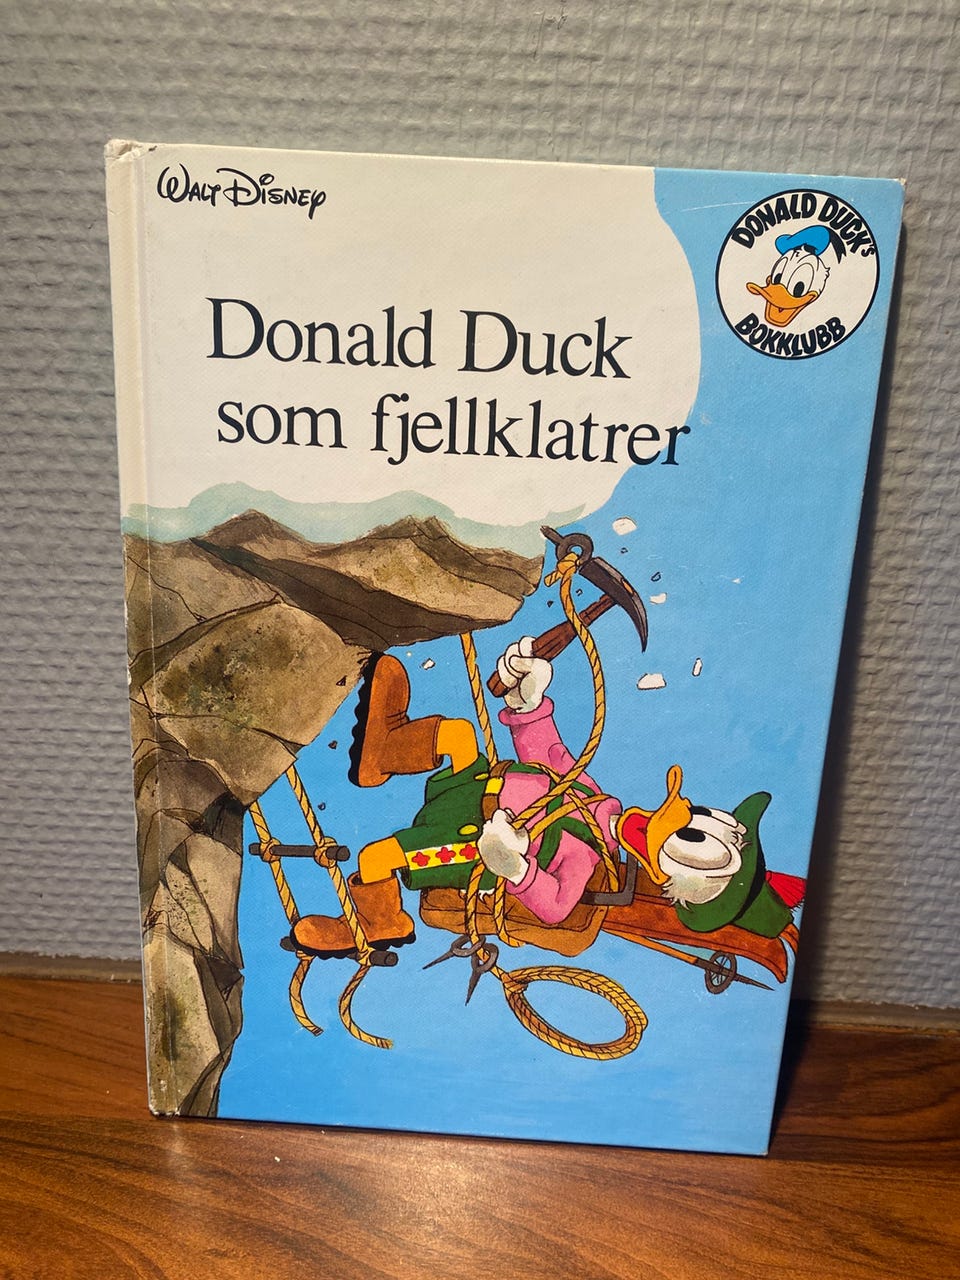 WALT DISNEY
DONALD DUCK's
BOKKLUBB
Donald Duck
som fjellklatrer